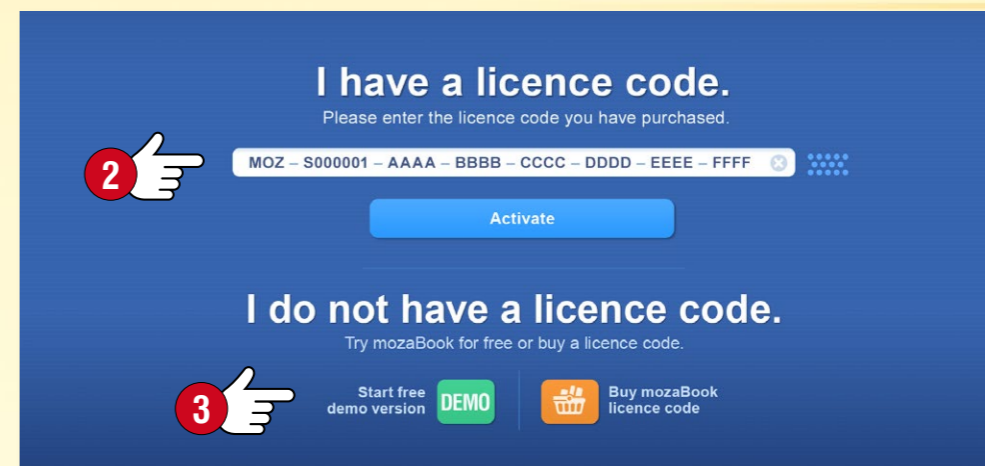 I have a licence code.
Please enter the licence code you have purchased.
2
MOZ – S000001 – AAAA – BBBB – CCCC – DDDD – EEEE – FFFF
Activate
I do not have a licence code.
Try mozaBook for free or buy a licence code.
3
Start free
demo version
DEMO
Buy mozaBook
licence code